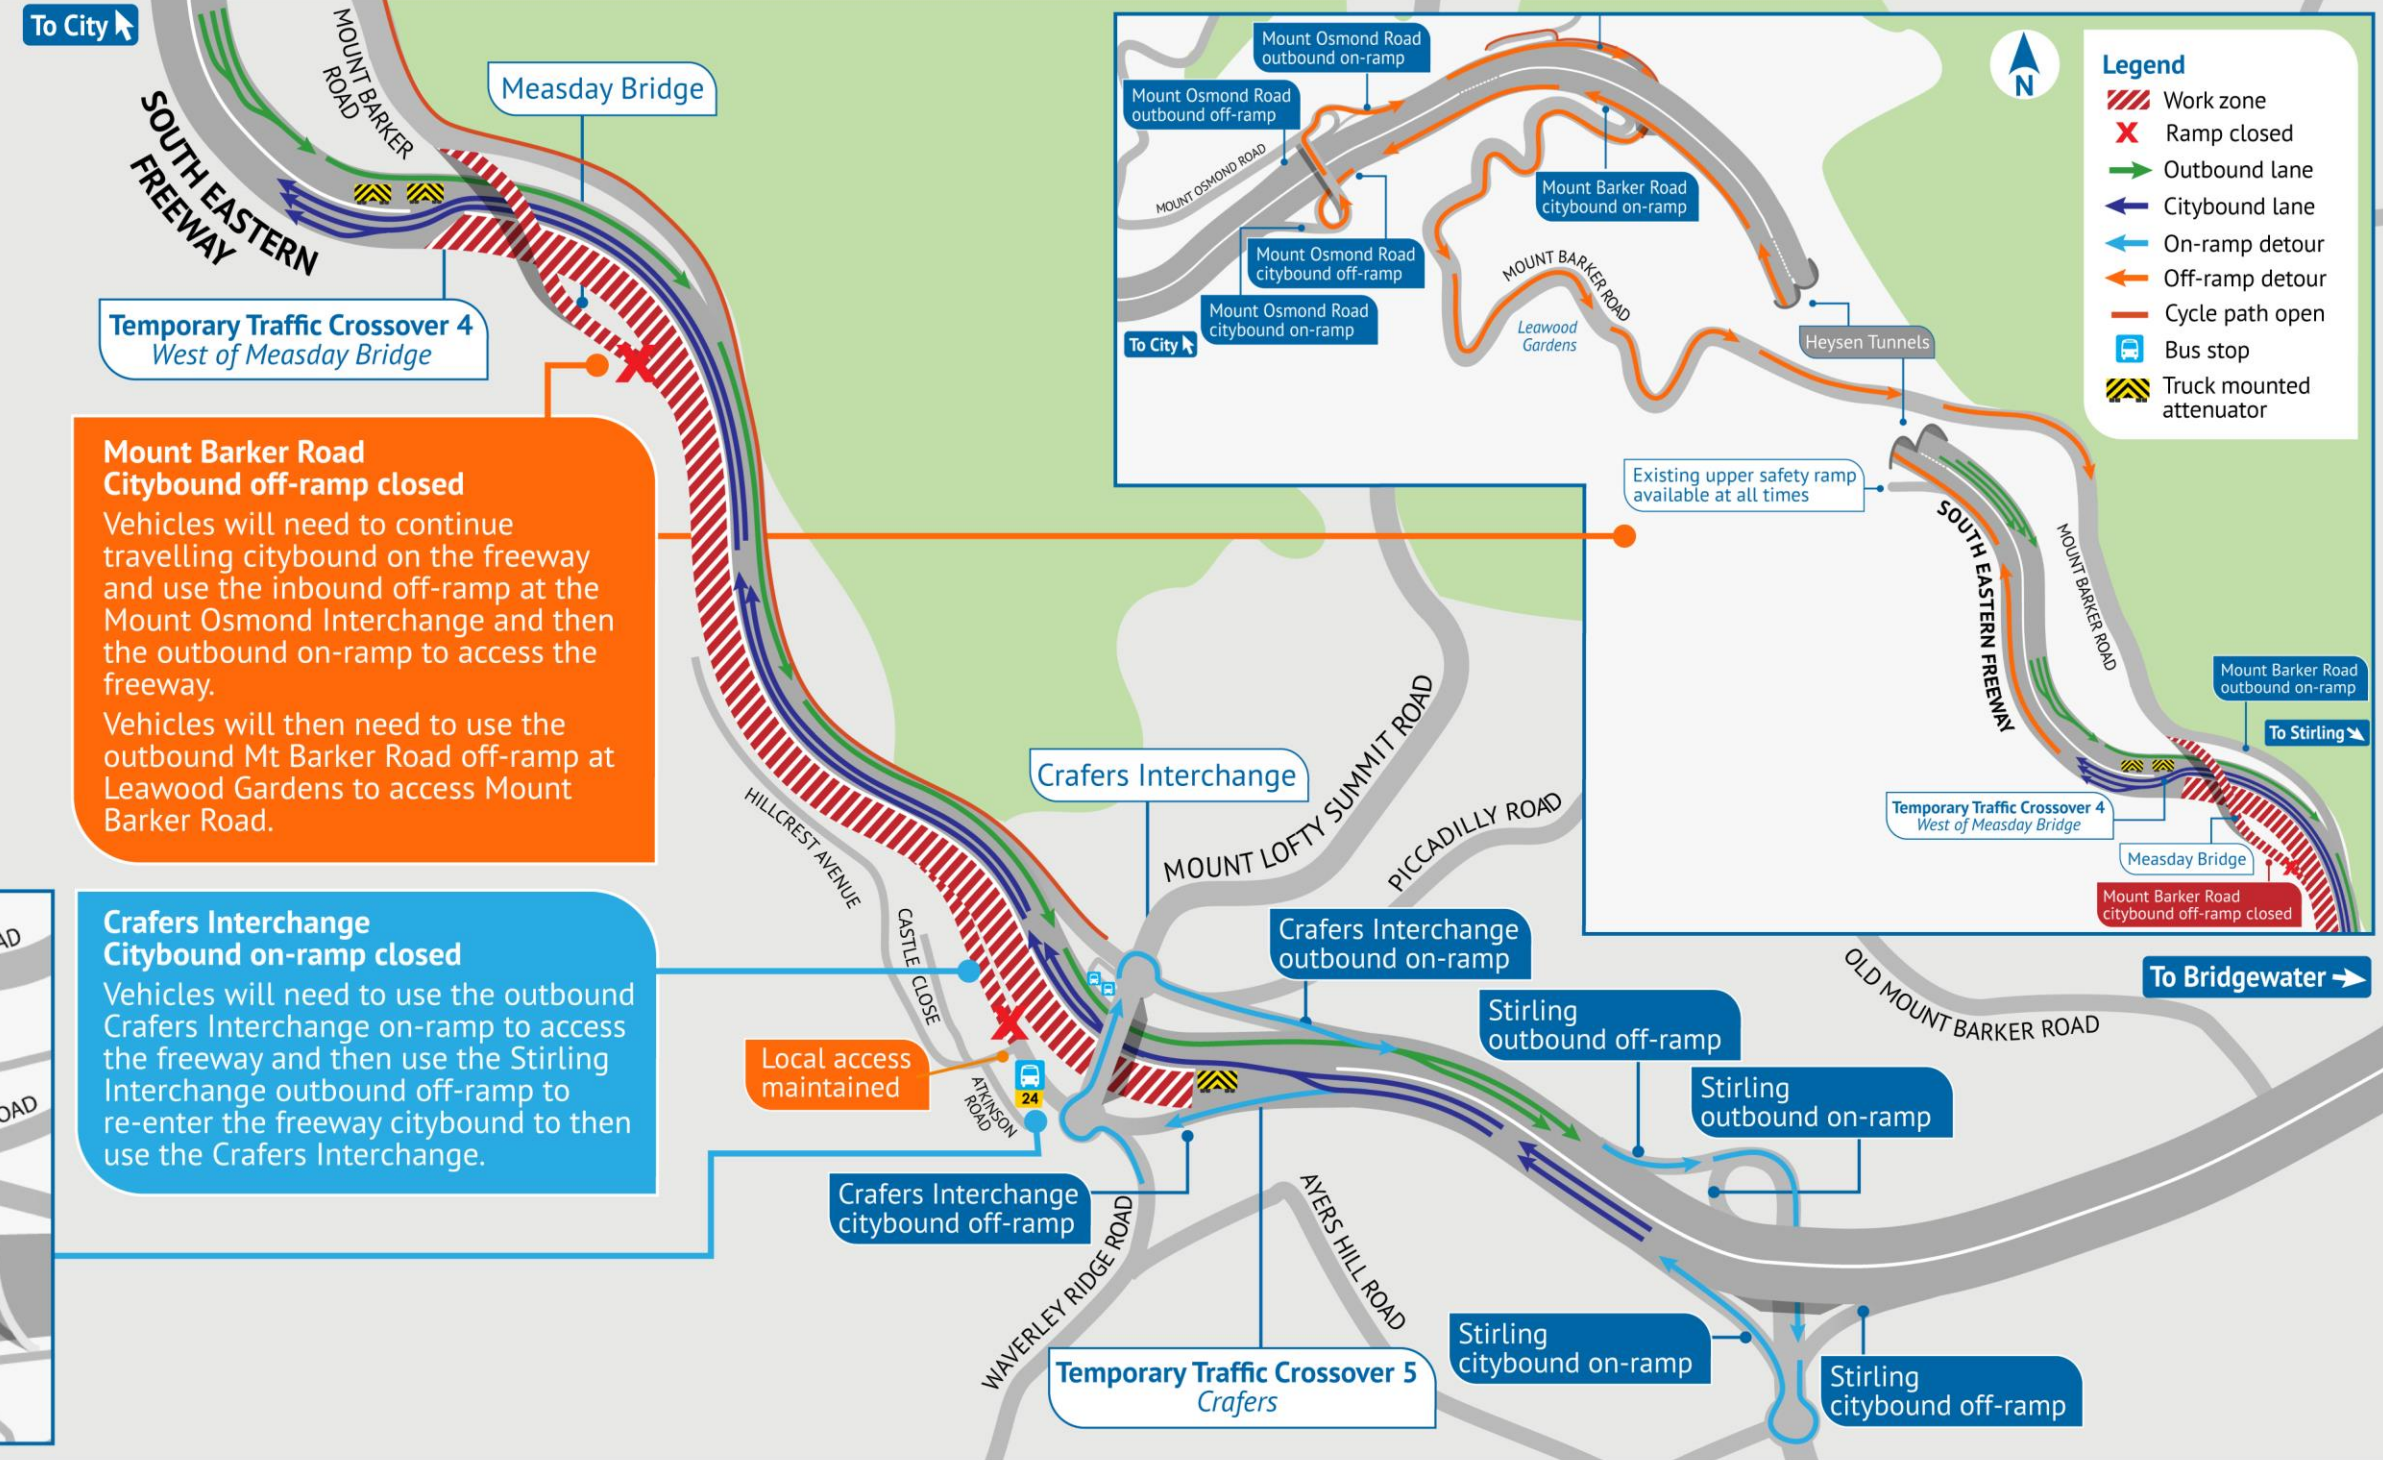 To City
MOUNT BARKER
ROAD
SOUTH EASTERN
FREEWAY
Measday Bridge
Temporary Traffic Crossover 4
West of Measday Bridge
Mount Barker Road
Citybound off-ramp closed
Vehicles will need to continue
travelling citybound on the freeway
and use the inbound off-ramp at the
Mount Osmond Interchange and then
the outbound on-ramp to access the
freeway.
Vehicles will then need to use the
outbound Mt Barker Road off-ramp at
Leawood Gardens to access Mount
Barker Road.
Crafers Interchange
Citybound on-ramp closed
Vehicles will need to use the outbound
Crafers Interchange on-ramp to access
the freeway and then use the Stirling
Interchange outbound off-ramp to
re-enter the freeway citybound to then
use the Crafers Interchange.
AD
OAD
Mount Osmond Road
outbound on-ramp
Mount Osmond Road
outbound off-ramp
MOUNT OSMOND ROAD
Mount Barker Road
citybound on-ramp
Mount Osmond Road
citybound off-ramp
Mount Osmond Road
citybound on-ramp
To City
MOUNT BARKER ROAD
Leawood
Gardens
Heysen Tunnels
N
Legend
Work zone
Ramp closed
Outbound lane
Citybound lane
On-ramp detour
Off-ramp detour
Cycle path open
Bus stop
Truck mounted
attenuator
Existing upper safety ramp
available at all times
SOUTH EASTERN FREEWAY
MOUNT BARKER ROAD
Mount Barker Road
outbound on-ramp
To Stirling
Temporary Traffic Crossover 4
West of Measday Bridge
Measday Bridge
Mount Barker Road
citybound off-ramp closed
HILLCREST AVENUE
CASTLE CLOSE
Crafers Interchange
MOUNT LOFTY SUMMIT ROAD
PICCADILLY ROAD
Crafers Interchange
outbound on-ramp
Stirling
outbound off-ramp
Stirling
outbound on-ramp
OLD MOUNT BARKER ROAD
To Bridgewater
Local access
maintained
ATKINSON
ROAD
24
Crafers Interchange
citybound off-ramp
WAVERLEY RIDGE ROAD
AYERS HILL ROAD
Temporary Traffic Crossover 5
Crafers
Stirling
citybound on-ramp
Stirling
citybound off-ramp